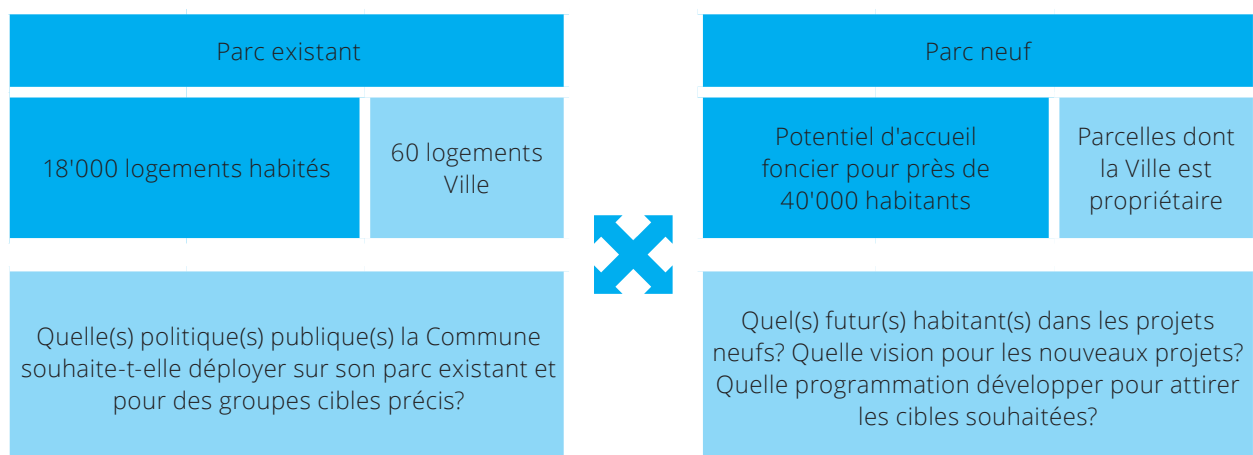 Parc existant
18'000 logements habités
60 logements
Ville
Quelle(s) politique(s) publique(s) la Commune
souhaite-t-elle déployer sur son parc existant et
pour des groupes cibles précis?
Parc neuf
Potentiel d'accueil
foncier pour près de
40'000 habitants
Parcelles dont
la Ville est
propriétaire
Quel(s) futur(s) habitant(s) dans les projets
neufs? Quelle vision pour les nouveaux projets?
Quelle programmation développer pour attirer
les cibles souhaitées?